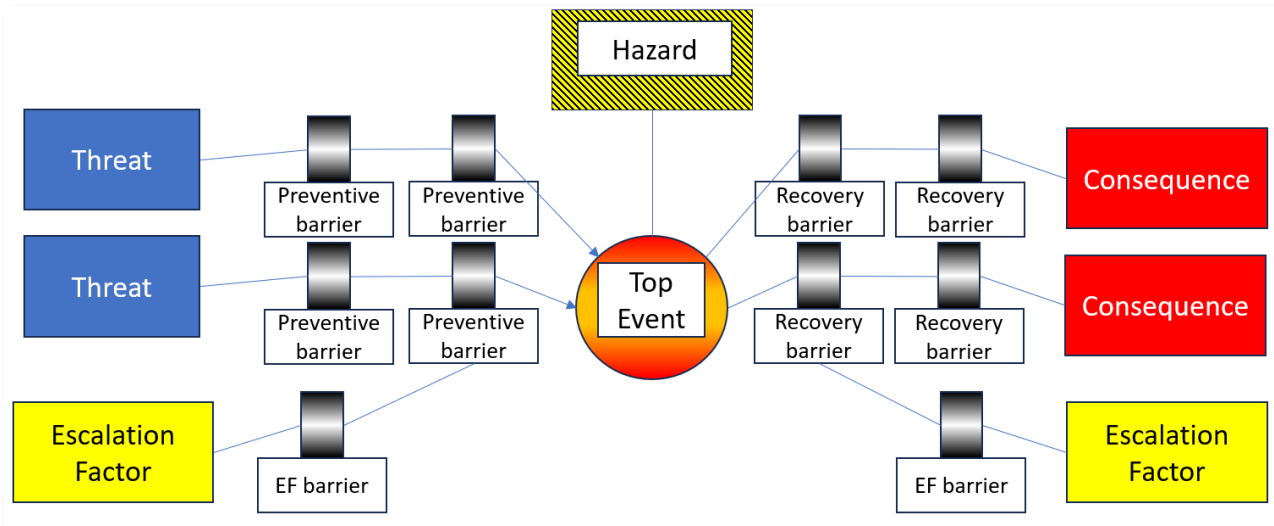 Hazard
Threat
Preventive
barrier
Preventive
barrier
Recovery
barrier
Recovery
barrier
Consequence
Threat
Preventive
barrier
Preventive
barrier
Top
Event
Recovery
barrier
Recovery
barrier
Consequence
Escalation
Factor
EF barrier
EF barrier
Escalation
Factor